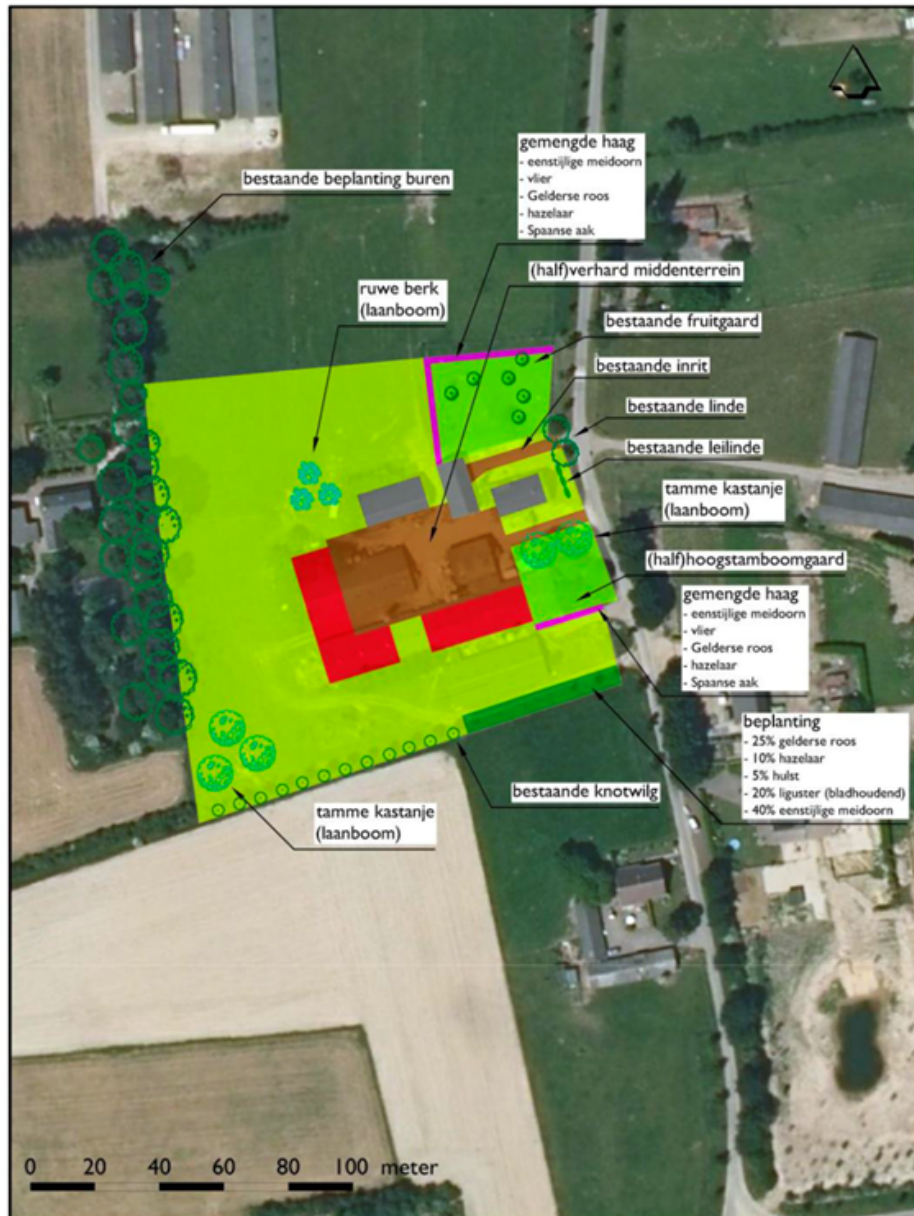 gemengde haag
- eenstijlige meidoorn
- vlier
- Gelderse roos
- hazelaar
- Spaanse aak
bestaande beplanting buren
(half)verhard middenterrein
ruwe berk
(laanboom)
bestaande fruitgaard
bestaande inrit
bestaande linde
bestaande leilinde
tamme kastanje
(laanboom)
(half)hoogstamboomgaard
gemengde haag
- eenstijlige meidoorn
- vlier
- Gelderse roos
- hazelaar
- Spaanse aak
beplanting
- 25% gelderse roos
- 10% hazelaar
- 5% hulst
- 20% liguster (bladhoudend)
- 40% eenstijlige meidoorn
bestaande knotwilg
tamme kastanje
(laanboom)
0 20 40 60 80 100 meter